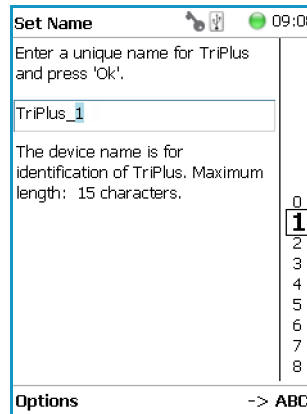 Set Name 09:08
Enter a unique name for TriPlus
and press 'Ok'.
TriPlus_1
The device name is for
identification of TriPlus. Maximum
length: 15 characters.
0
1
2
3
4
5
6
7
8
Options -> ABC